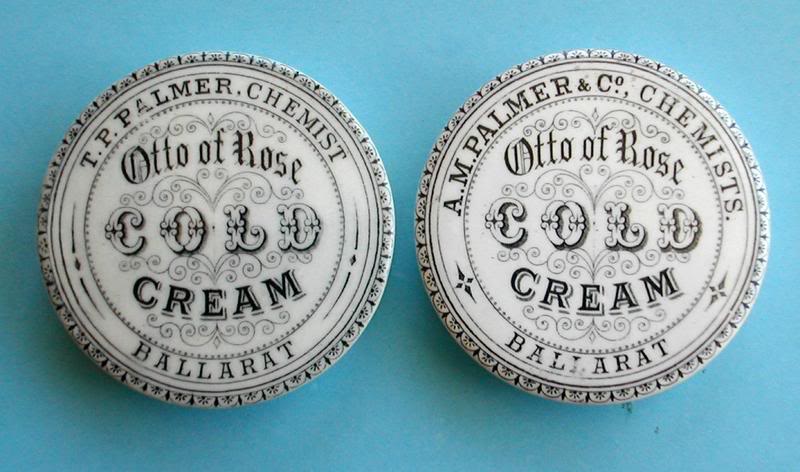 T. P. PALMER. CHEMIST
Otto of Rose
COLD
CREAM
BALLARAT
A. M. PALMER & Co., CHEMISTS.
Otto of Rose
COLD
CREAM
BALLARAT